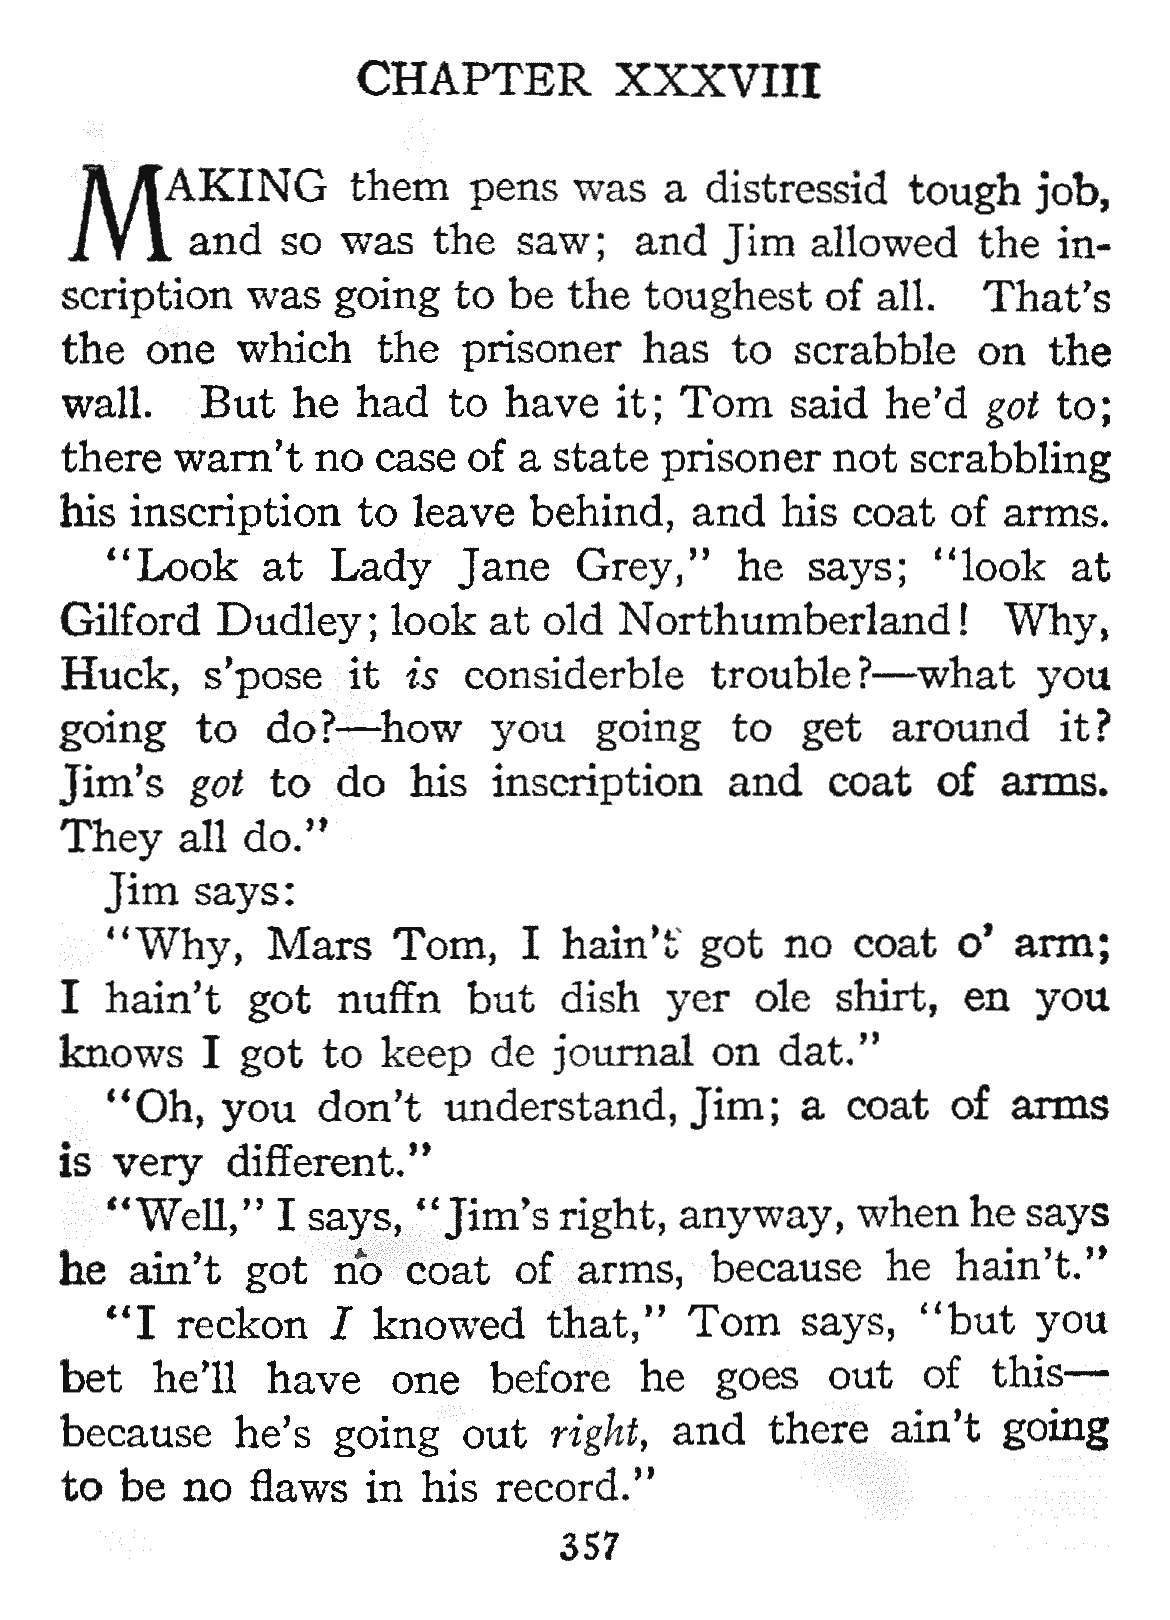 CHAPTER XXXVIII
MAKING them pens was a distressid tough job,
and so was the saw; and Jim allowed the in-
scription was going to be the toughest of all. That's
the one which the prisoner has to scrabble on the
wall. But he had to have it; Tom said he'd got to;
there warn't no case of a state prisoner not scrabbling
his inscription to leave behind, and his coat of arms.
"Look at Lady Jane Grey," he says; "look at
Gilford Dudley; look at old Northumberland! Why,
Huck, s'pose it is considerble trouble?—what you
going to do?—how you going to get around it?
Jim's got to do his inscription and coat of arms.
They all do."
Jim says:
"Why, Mars Tom, I hain't got no coat o' arm;
I hain't got nuffn but dish yer ole shirt, en you
knows I got to keep de journal on dat."
"Oh, you don't understand, Jim; a coat of arms
is very different."
"Well," I says, "Jim's right, anyway, when he says
he ain't got no coat of arms, because he hain't."
"I reckon I knowed that," Tom says, "but you
bet he'll have one before he goes out of this—
because he's going out right, and there ain't going
to be no flaws in his record."
357